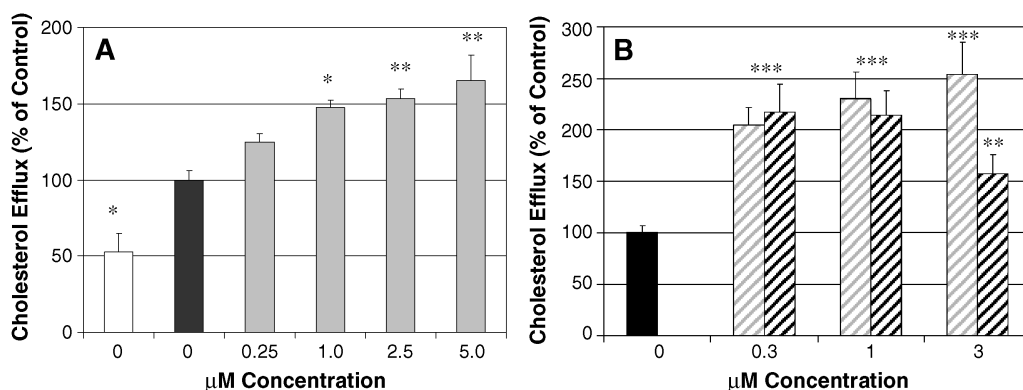 A
Cholesterol Efflux (% of Control)
200
150
100
50
0
*
*
**
**
0 0 0.25 1.0 2.5 5.0
μM Concentration
B
Cholesterol Efflux (% of Control)
300
250
200
150
100
50
0
***
***
***
**
0 0.3 1 3
μM Concentration